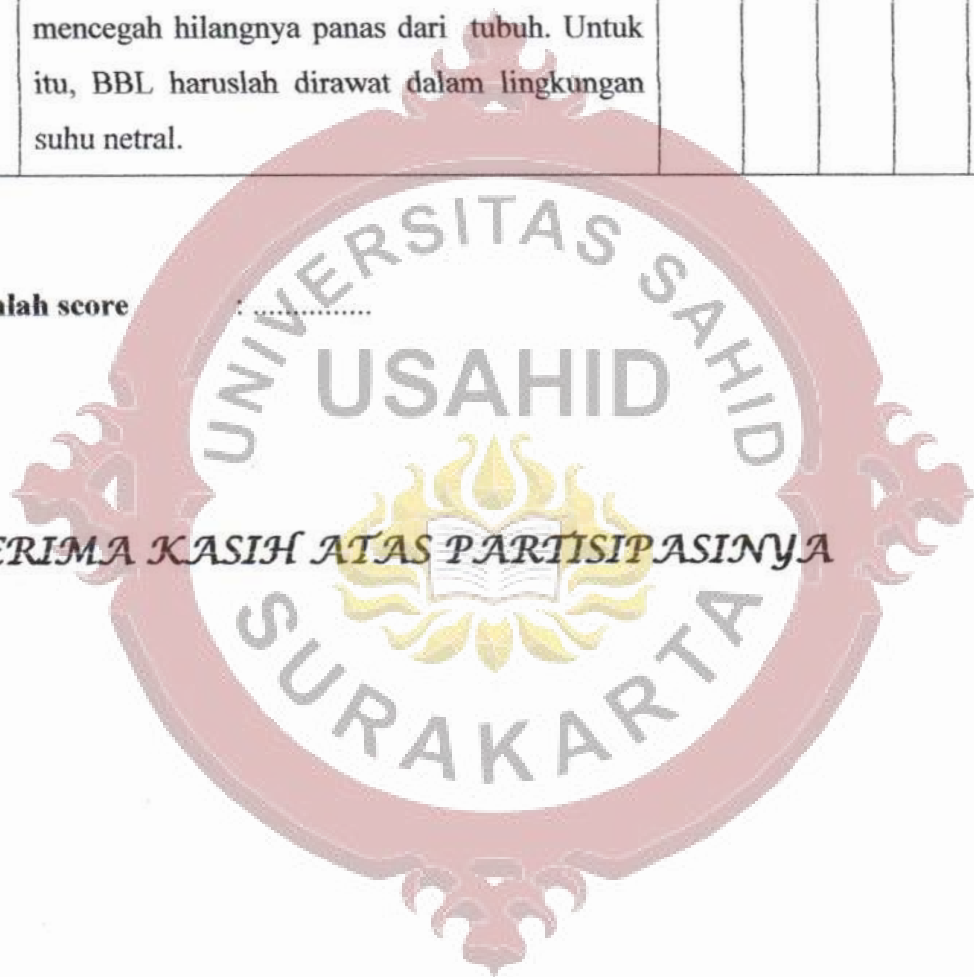 mencegah hilangnya panas dari tubuh. Untuk
itu, BBL haruslah dirawat dalam lingkungan
suhu netral.
lah score : ...............
ERIMA KASIH ATAS PARTISIPASINYA
UNIVERSITAS SAHID
USAHID
SURAKARTA